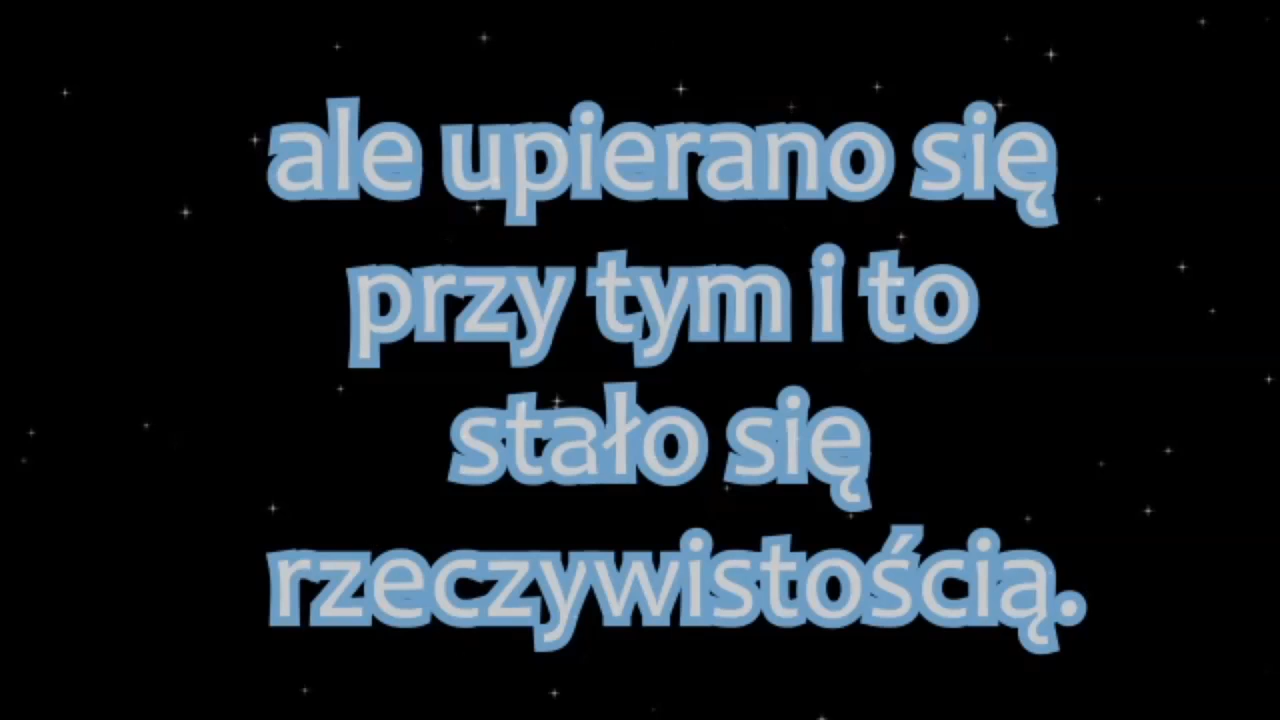 ale upierano się
przy tym i to
stało się
rzeczywistością.